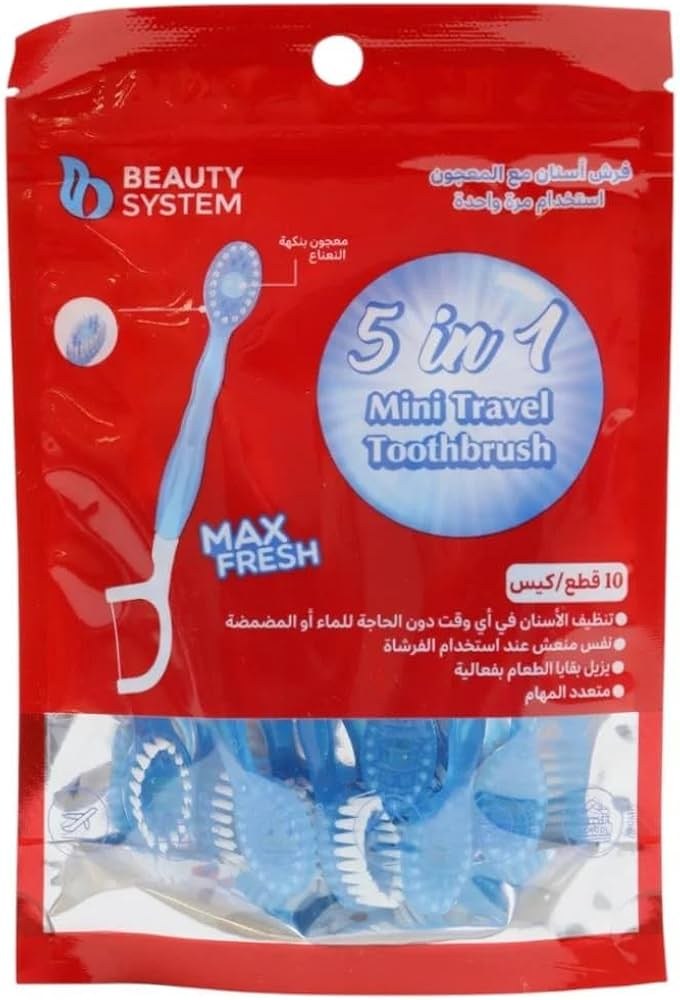 BEAUTY
SYSTEM
فرش أسنان مع المعجون
استخدام مرة واحدة
معجون بنكهة
النعناع
5 in 1
Mini Travel
Toothbrush
MAX
FRESH
10 قطع/كيس
● تنظيف الأسنان في أي وقت دون الحاجة للماء أو المضمضة
● نفس منعش عند استخدام الفرشاة
● يزيل بقايا الطعام بفعالية
● متعدد المهام